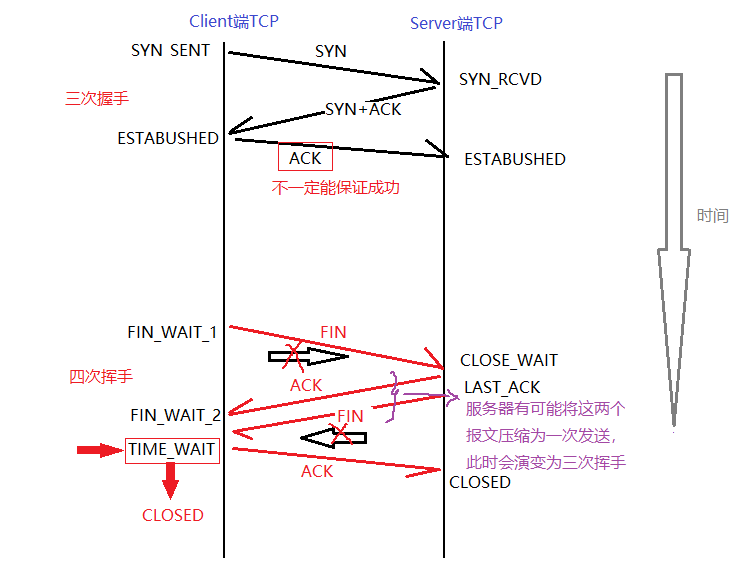 Client端TCP
Server端TCP
SYN SENT
SYN
SYN_RCVD
三次握手
SYN+ACK
ESTABUSHED
ACK
ESTABUSHED
不一定能保证成功
时间
FIN_WAIT_1
FIN
CLOSE_WAIT
四次挥手
ACK
LAST_ACK
FIN_WAIT_2
FIN
服务器有可能将这两个
报文压缩为一次发送,
此时会演变为三次挥手
TIME_WAIT
ACK
CLOSED
CLOSED